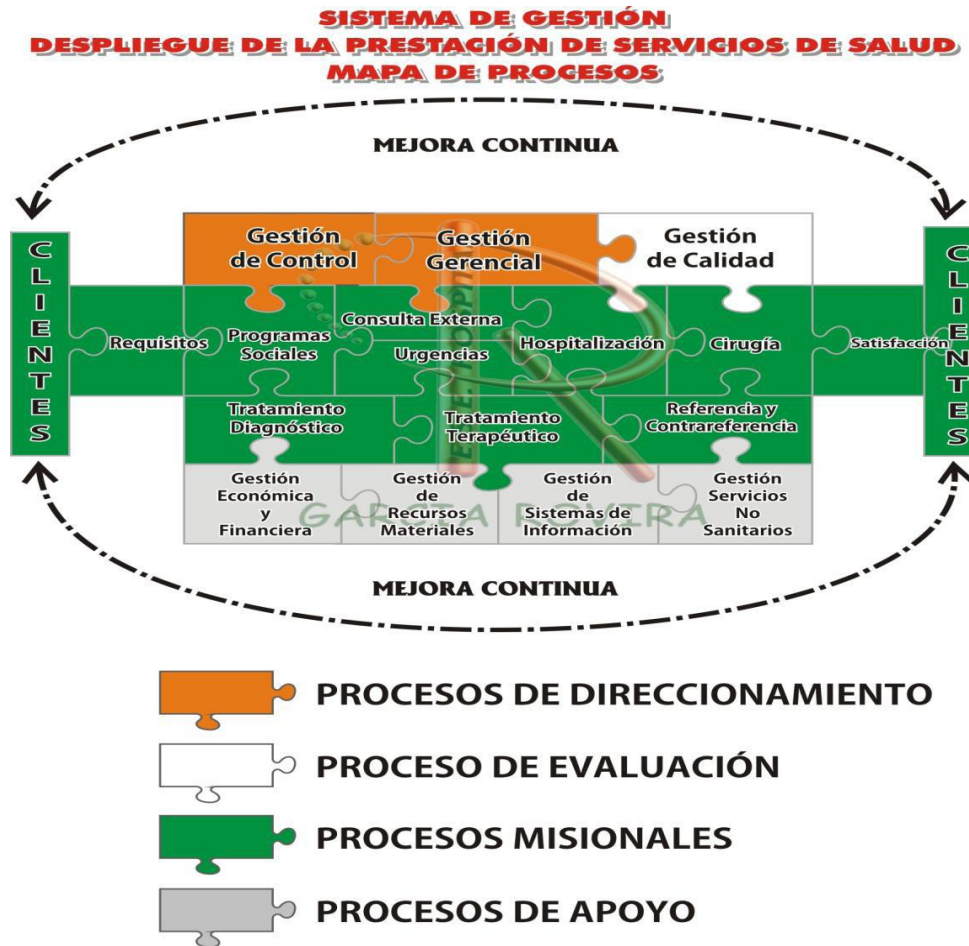 SISTEMA DE GESTIÓN
DESPLIEGUE DE LA PRESTACIÓN DE SERVICIOS DE SALUD
MAPA DE PROCESOS
MEJORA CONTINUA
CLIENTES
Gestión
de Control
Gestión
Gerencial
Gestión
de Calidad
CLIENTES
Requisitos
Programas
Sociales
Consulta Externa
Urgencias
Hospitalización
Cirugía
Satisfacción
Tratamiento
Diagnóstico
Tratamiento
Terapéutico
Referencia y
Contrareferencia
Gestión
Económica
y
Financiera
Gestión
de
Recursos
Materiales
Gestión
de
Sistemas de
Información
Gestión
Servicios
No
Sanitarios
GARCIA ROVIRA
MEJORA CONTINUA
PROCESOS DE DIRECCIONAMIENTO
PROCESO DE EVALUACIÓN
PROCESOS MISIONALES
PROCESOS DE APOYO